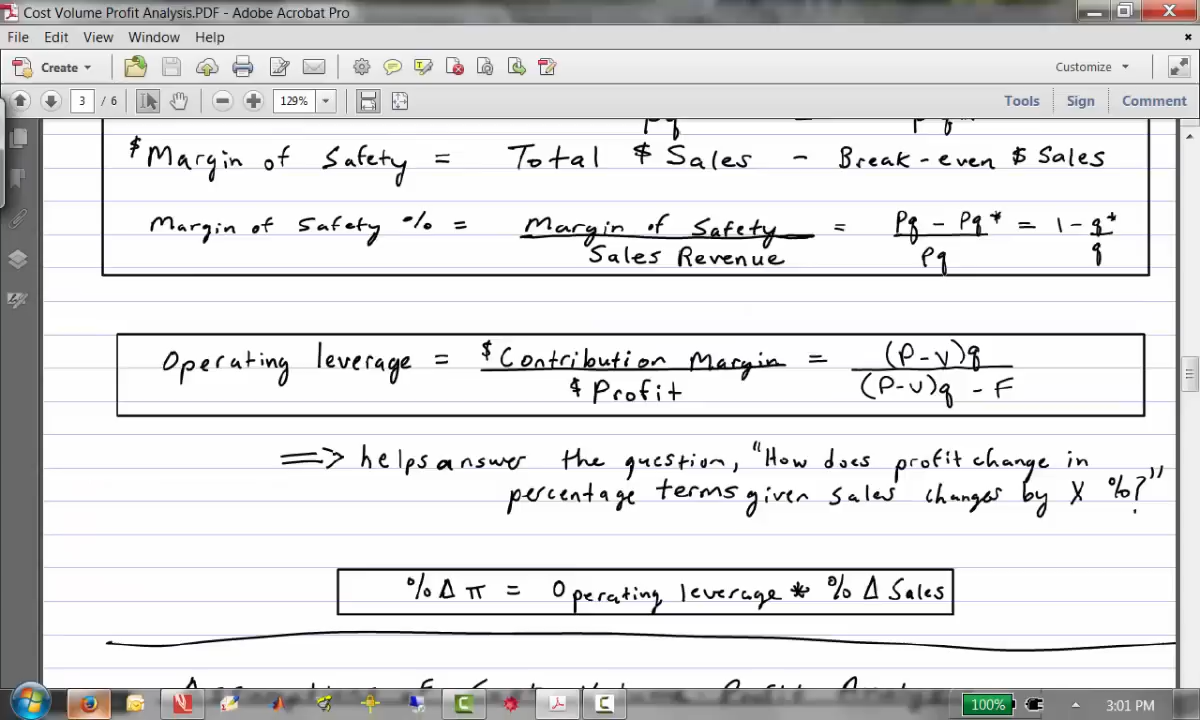 Cost Volume Profit Analysis.PDF - Adobe Acrobat Pro
File Edit View Window Help
Create Customize
3 / 6 129% Tools Sign Comment
pq = pq
$ Margin of Safety = Total $ Sales - Break-even $ Sales
Margin of Safety % = Margin of Safety / Sales Revenue = Pq - Pq* / Pq = 1 - q* / q
Operating leverage = $ Contribution Margin / $ Profit = (P-v)q / (P-v)q - F
=> helps answer the question, "How does profit change in
percentage terms given sales changes by X %?"
% Δ π = Operating leverage * % Δ Sales
100% 3:01 PM